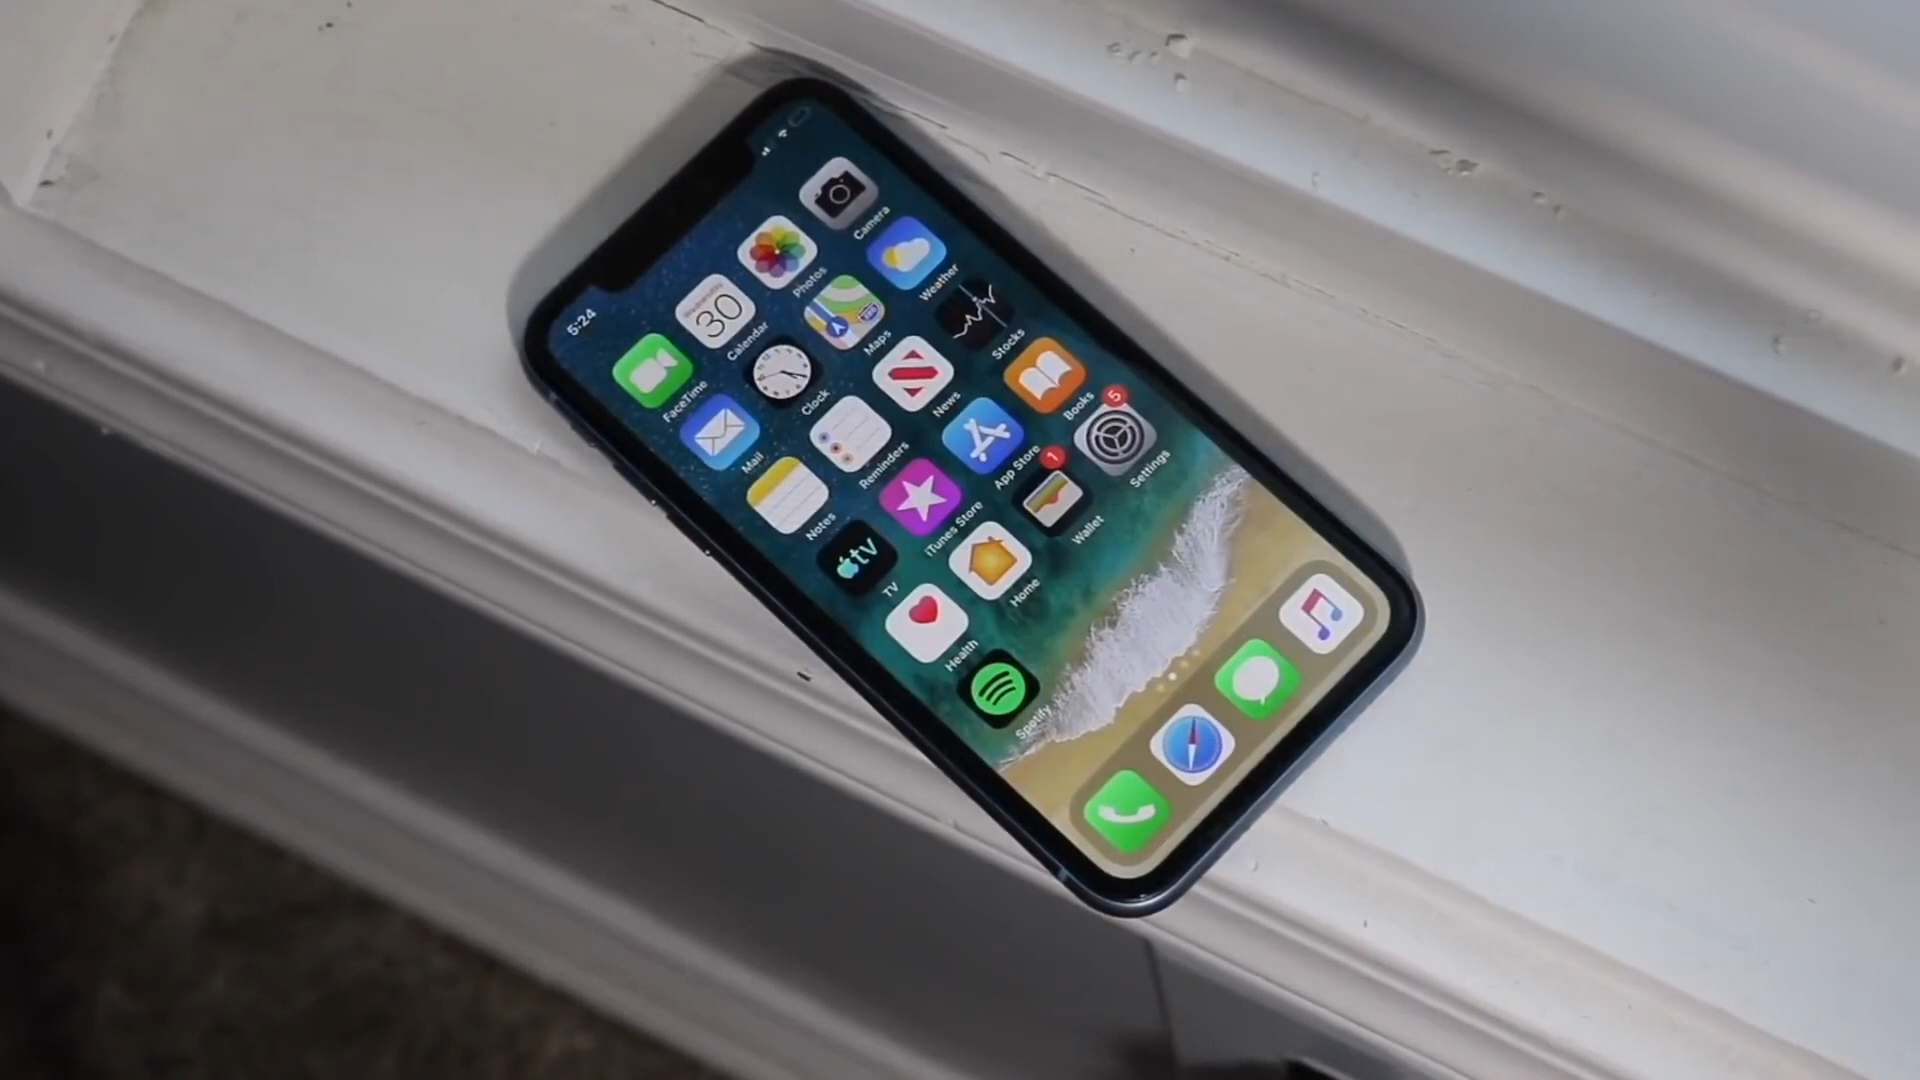 5:24
Wednesday
30
FaceTime
Calendar
Photos
Camera
Mail
Clock
Maps
Weather
Notes
Reminders
News
Stocks
tv
TV
iTunes Store
App Store
Books
Health
Home
1
Wallet
5
Settings
Spotify